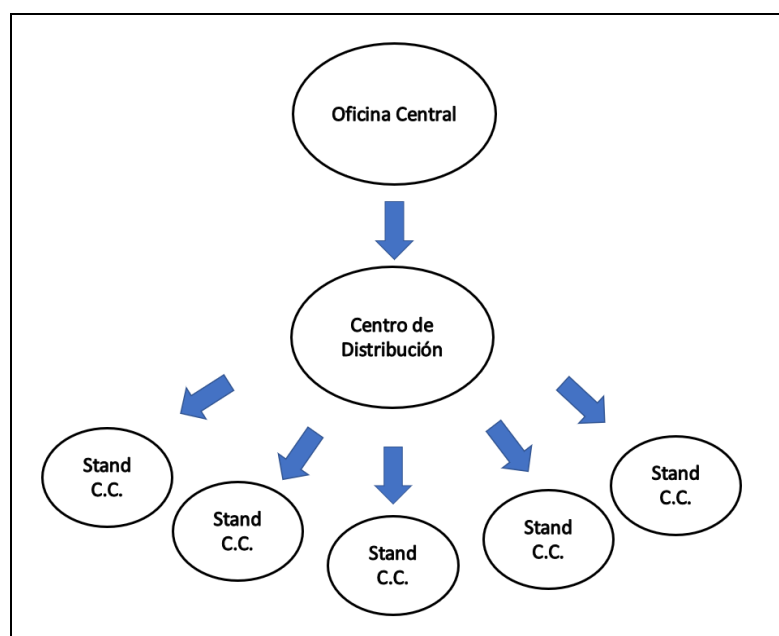 Oficina Central
Centro de
Distribución
Stand
C.C.
Stand
C.C.
Stand
C.C.
Stand
C.C.
Stand
C.C.